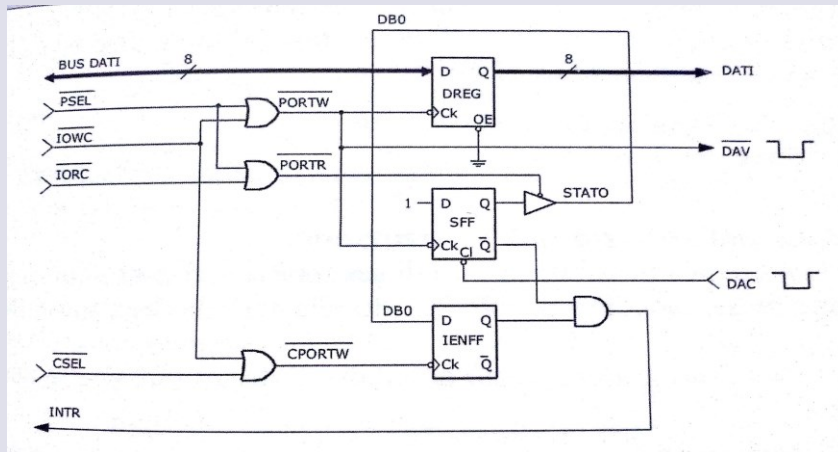 DB0
BUS DATI 8
D Q 8 DATI
DREG
PSEL
PORTW
Ck
OE
IOWC
DAV
IORC
PORTR
STATO
1 D Q
SFF
Ck Q
Cl
DAC
DB0 D Q
IENFF
CPORTW
Ck Q
CSEL
INTR